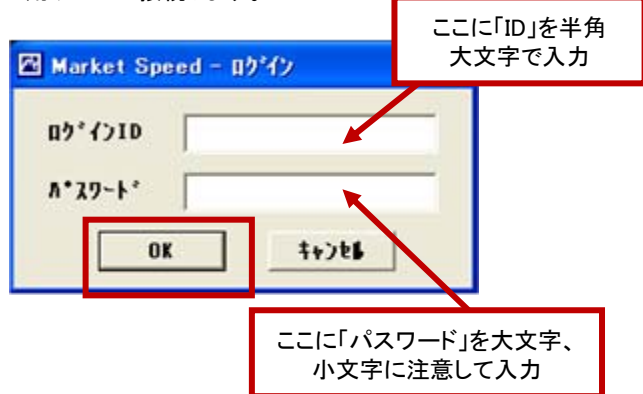 ここに「ID」を半角
大文字で入力
Market Speed - ﾛｸﾞｲﾝ
ﾛｸﾞｲﾝID
ﾊﾟｽﾜｰﾄﾞ
OK
ｷｬﾝｾﾙ
ここに「パスワード」を大文字、
小文字に注意して入力